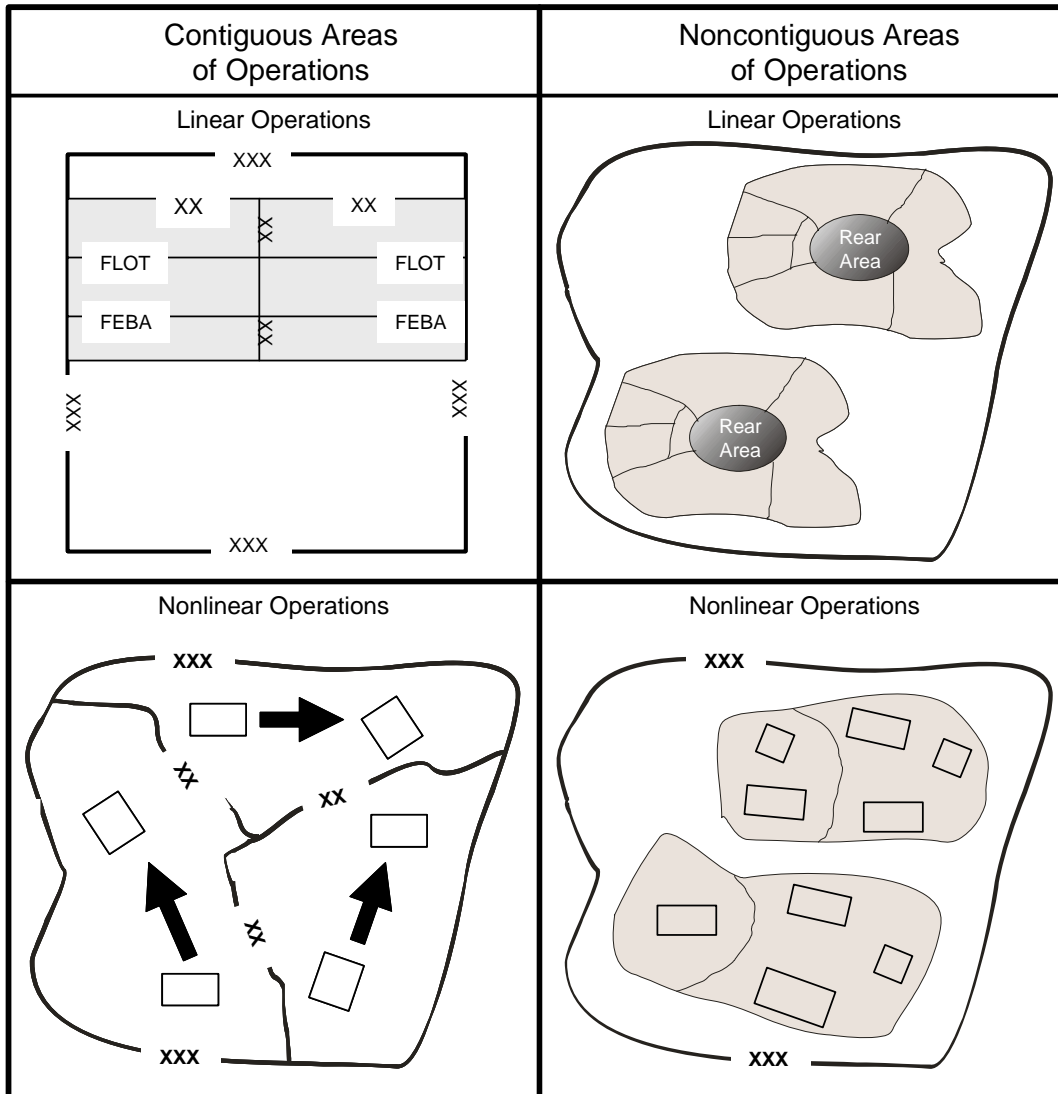 Contiguous Areas
of Operations
Noncontiguous Areas
of Operations
Linear Operations
XXX
XX
XX
XX
FLOT
FLOT
FEBA
FEBA
XX
XXX
XXX
XXX
Linear Operations
Rear
Area
Rear
Area
Nonlinear Operations
XXX
XX
XX
XX
XXX
Nonlinear Operations
XXX
XXX